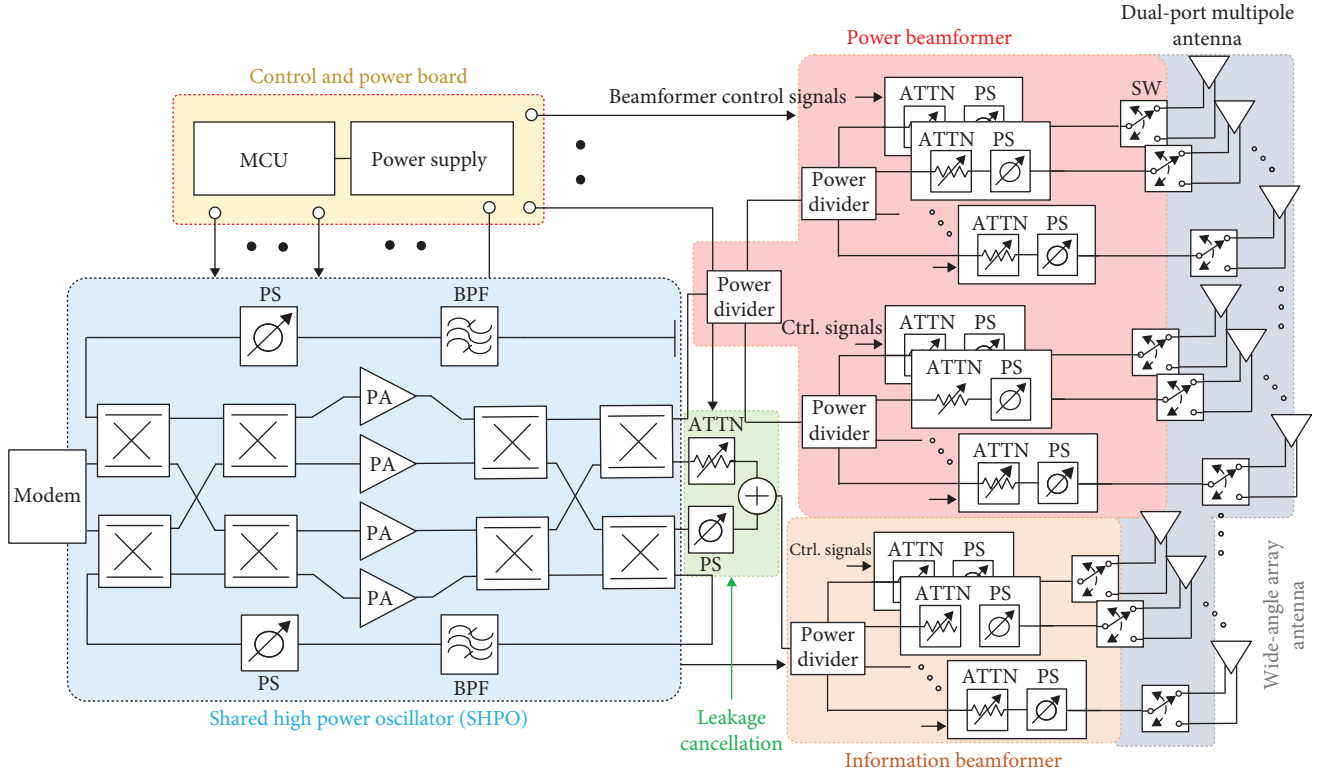 Dual-port multipole
antenna
Power beamformer
Control and power board
Beamformer control signals
ATTN
PS
SW
MCU
Power supply
ATTN
PS
Power
divider
ATTN
PS
PS
BPF
Power
divider
Ctrl. signals
ATTN
PS
ATTN
PS
PA
Power
divider
ATTN
PA
ATTN
PS
Modem
PA
PS
Ctrl. signals
ATTN
PS
PA
ATTN
PS
Power
divider
PS
BPF
ATTN
PS
Wide-angle array
antenna
Shared high power oscillator (SHPO)
Leakage
cancellation
Information beamformer